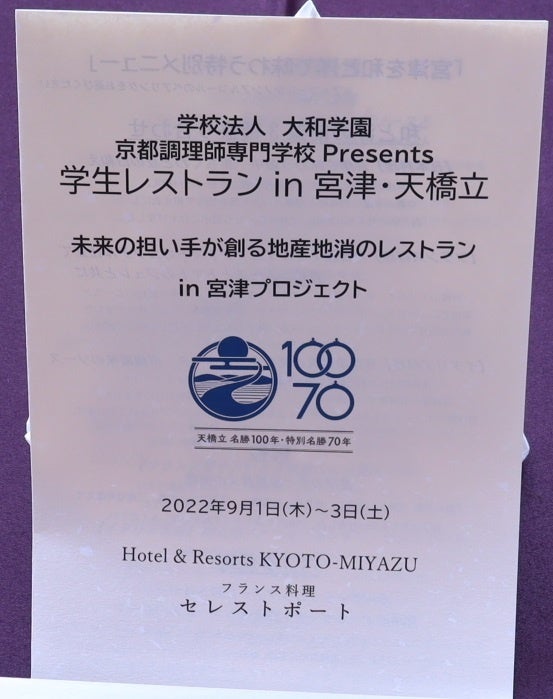 学校法人 大和学園
京都調理師専門学校 Presents
学生レストラン in 宮津・天橋立
未来の担い手が創る地産地消のレストラン
in 宮津プロジェクト
100
70
天橋立 名勝100年・特別名勝70年
2022年9月1日(木)~3日(土)
Hotel & Resorts KYOTO-MIYAZU
フランス料理
セレストポート